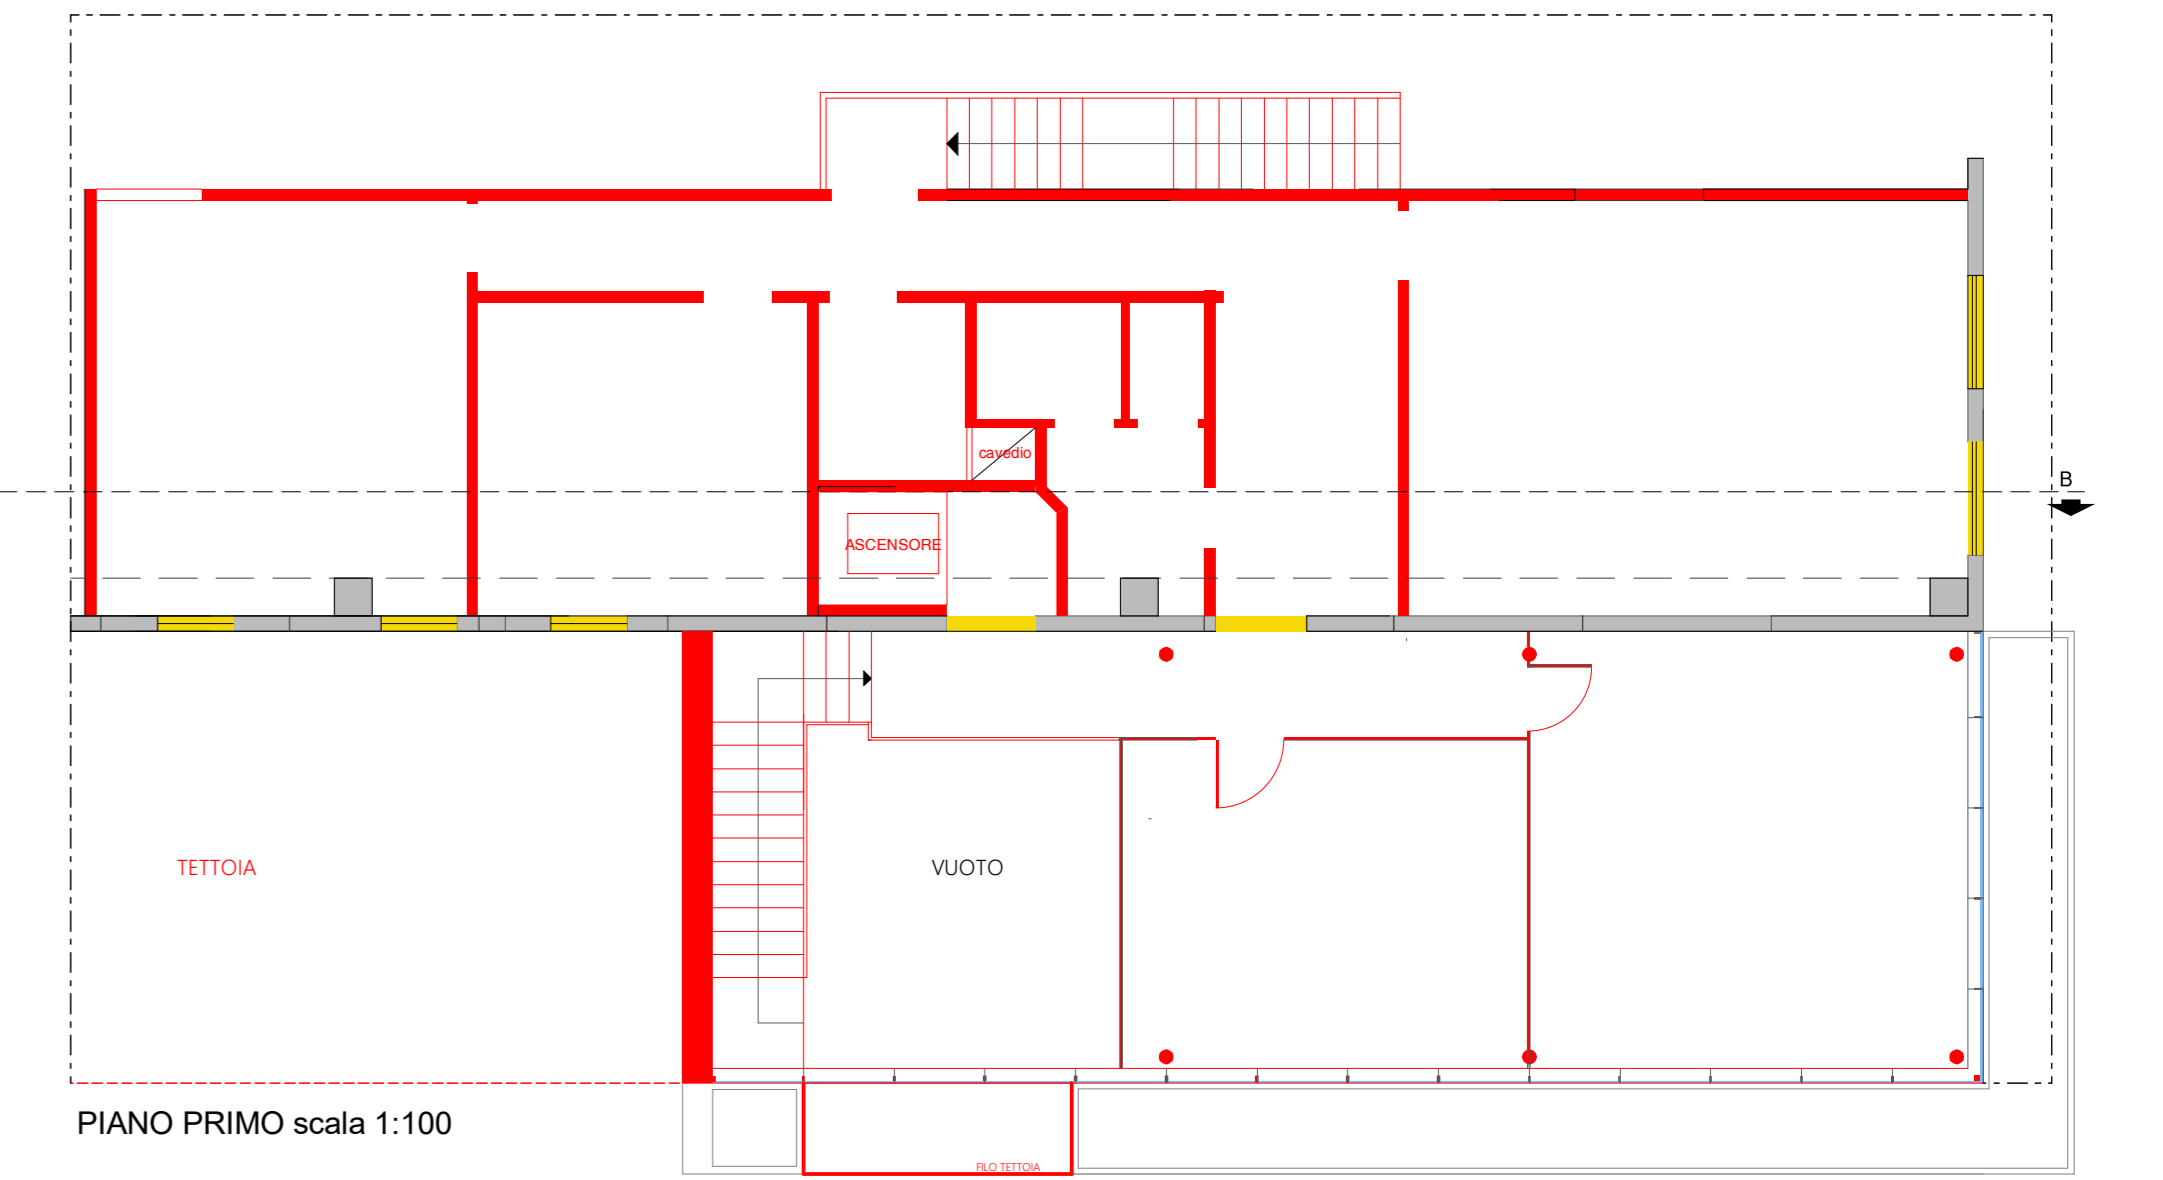 cavedio
B
ASCENSORE
TETTOIA
VUOTO
PIANO PRIMO scala 1:100
FILO TETTOIA